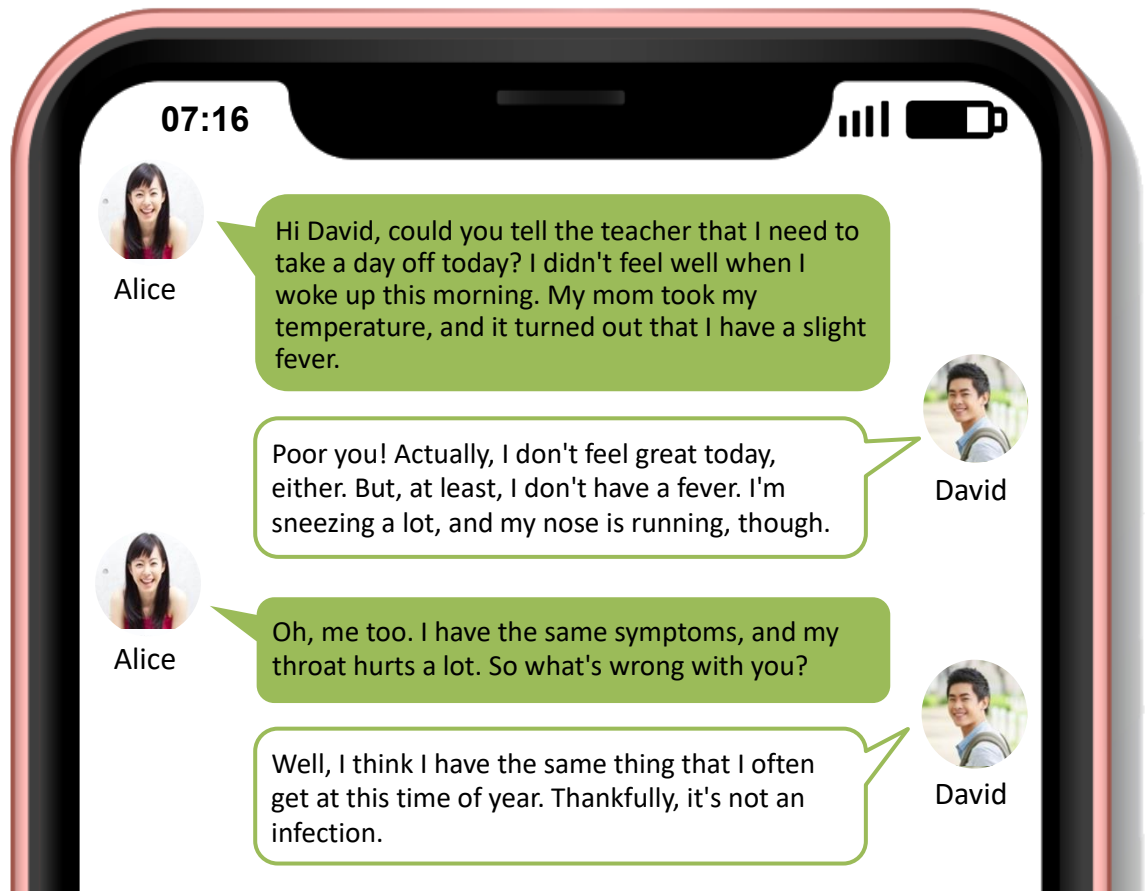 07:16
Hi David, could you tell the teacher that I need to
take a day off today? I didn't feel well when I
woke up this morning. My mom took my
temperature, and it turned out that I have a slight
fever.
Alice
Poor you! Actually, I don't feel great today,
either. But, at least, I don't have a fever. I'm
sneezing a lot, and my nose is running, though.
David
Oh, me too. I have the same symptoms, and my
throat hurts a lot. So what's wrong with you?
Alice
Well, I think I have the same thing that I often
get at this time of year. Thankfully, it's not an
infection.
David